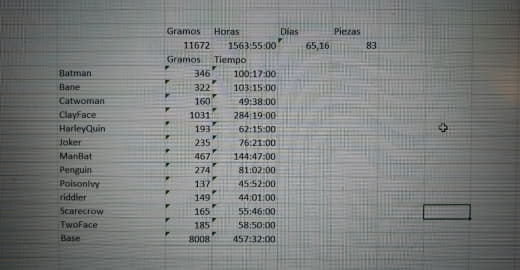 Gramos Horas Días Piezas
11672 1563:55:00 65,16 83
Gramos Tiempo
Batman 346 100:17:00
Bane 322 103:15:00
Catwoman 160 49:38:00
ClayFace 1031 284:19:00
HarleyQuin 193 62:15:00
Joker 235 76:21:00
ManBat 467 144:47:00
Penguin 274 81:02:00
PoisonIvy 137 45:52:00
riddler 149 44:01:00
Scarecrow 165 55:46:00
TwoFace 185 58:50:00
Base 8008 457:32:00